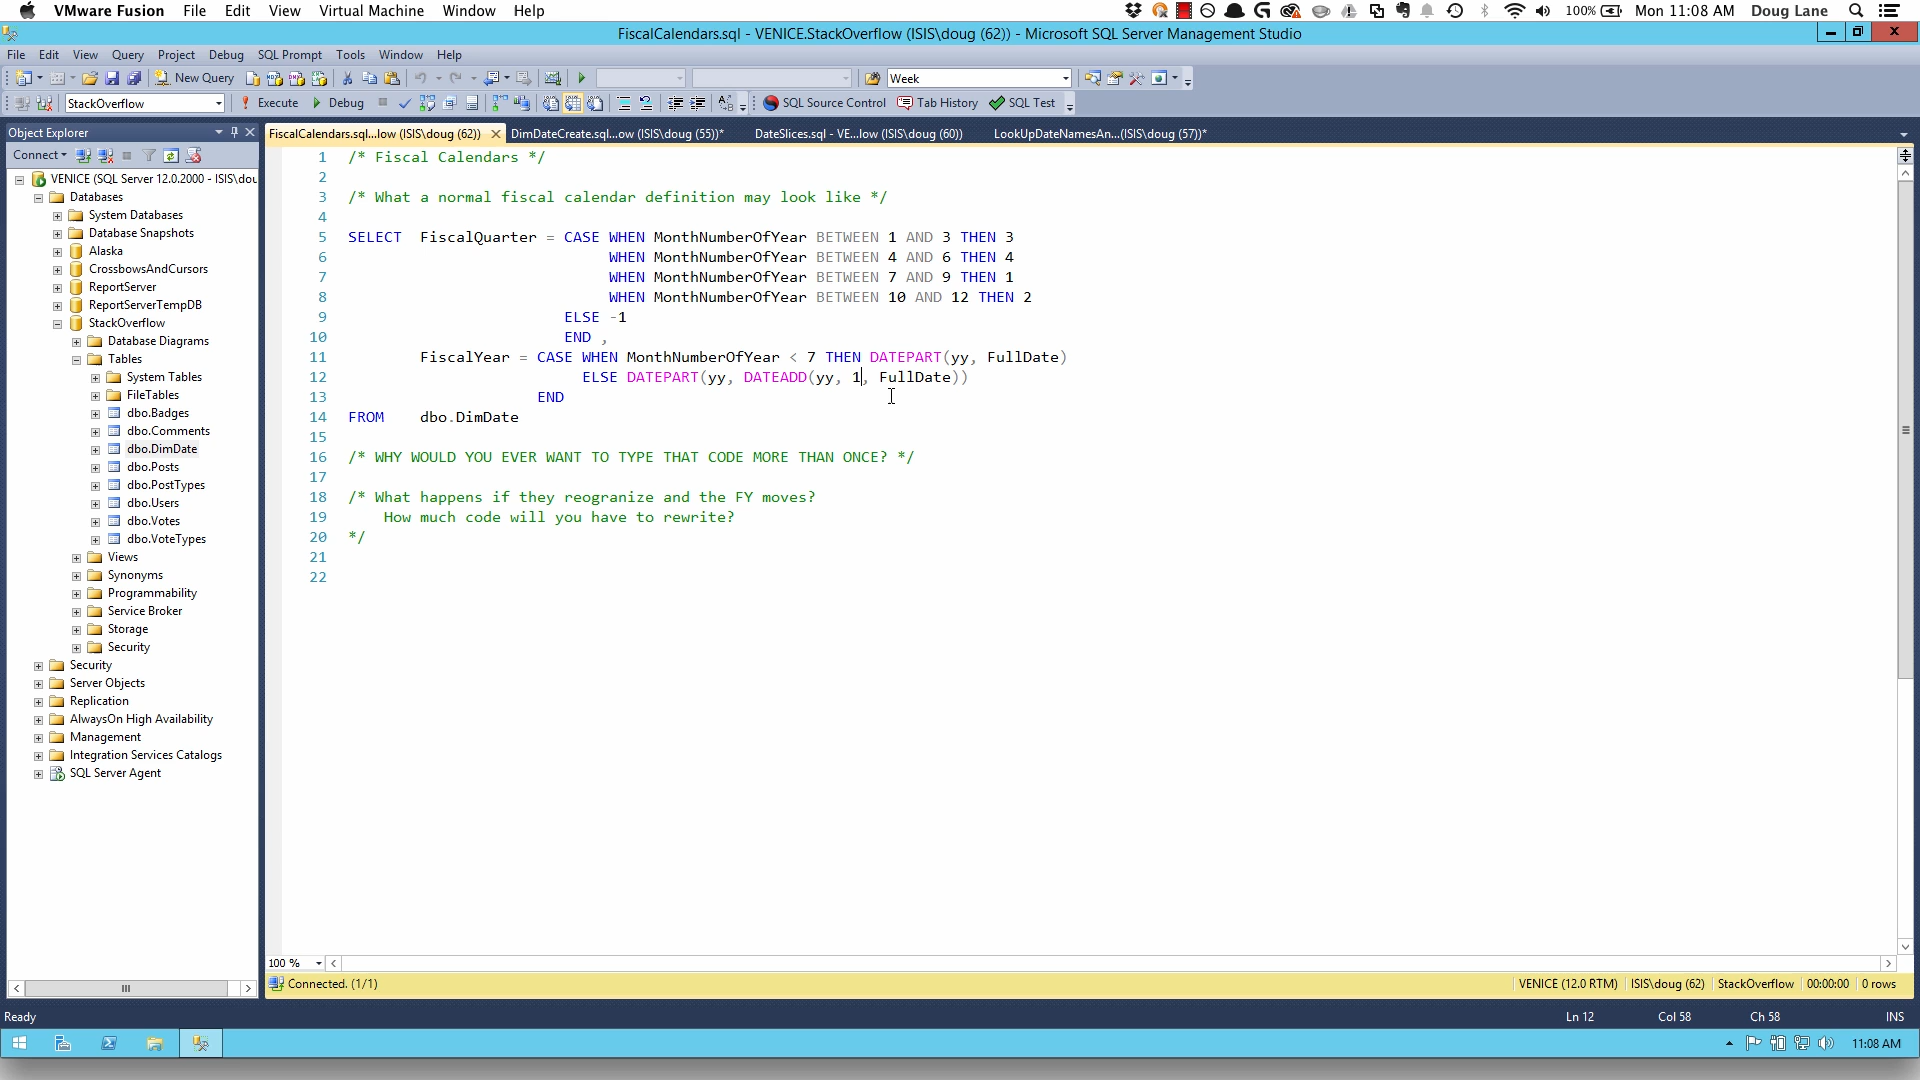 VMware Fusion File Edit View Virtual Machine Window Help 100% Mon 11:08 AM Doug Lane
FiscalCalendars.sql - VENICE.StackOverflow (ISIS\doug (62)) - Microsoft SQL Server Management Studio
File Edit View Query Project Debug SQL Prompt Tools Window Help
New Query Week
StackOverflow Execute Debug SQL Source Control Tab History SQL Test
Object Explorer
FiscalCalendars.sql...low (ISIS\doug (62)) DimDateCreate.sql...ow (ISIS\doug (55))* DateSlices.sql - VE...low (ISIS\doug (60)) LookUpDateNamesAn...(ISIS\doug (57))*
Connect
VENICE (SQL Server 12.0.2000 - ISIS\dou
Databases
System Databases
Database Snapshots
Alaska
CrossbowsAndCursors
ReportServer
ReportServerTempDB
StackOverflow
Database Diagrams
Tables
System Tables
FileTables
dbo.Badges
dbo.Comments
dbo.DimDate
dbo.Posts
dbo.PostTypes
dbo.Users
dbo.Votes
dbo.VoteTypes
Views
Synonyms
Programmability
Service Broker
Storage
Security
Security
Server Objects
Replication
AlwaysOn High Availability
Management
Integration Services Catalogs
SQL Server Agent
1 /* Fiscal Calendars */
2
3 /* What a normal fiscal calendar definition may look like */
4
5 SELECT FiscalQuarter = CASE WHEN MonthNumberOfYear BETWEEN 1 AND 3 THEN 3
6 WHEN MonthNumberOfYear BETWEEN 4 AND 6 THEN 4
7 WHEN MonthNumberOfYear BETWEEN 7 AND 9 THEN 1
8 WHEN MonthNumberOfYear BETWEEN 10 AND 12 THEN 2
9 ELSE -1
10 END ,
11 FiscalYear = CASE WHEN MonthNumberOfYear < 7 THEN DATEPART(yy, FullDate)
12 ELSE DATEPART(yy, DATEADD(yy, 1, FullDate))
13 END
14 FROM dbo.DimDate
15
16 /* WHY WOULD YOU EVER WANT TO TYPE THAT CODE MORE THAN ONCE? */
17
18 /* What happens if they reogranize and the FY moves?
19 How much code will you have to rewrite?
20 */
21
22
100 %
Connected. (1/1) VENICE (12.0 RTM) ISIS\doug (62) StackOverflow 00:00:00 0 rows
Ready Ln 12 Col 58 Ch 58 INS
11:08 AM